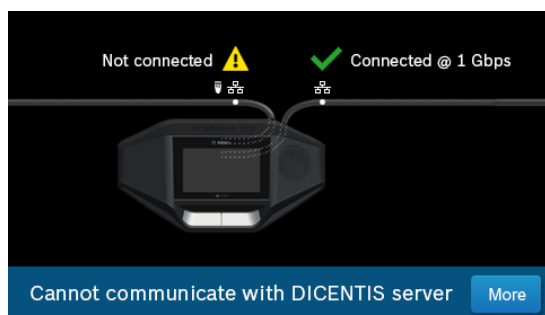 Not connected
Connected @ 1 Gbps
Cannot communicate with DICENTIS server
More